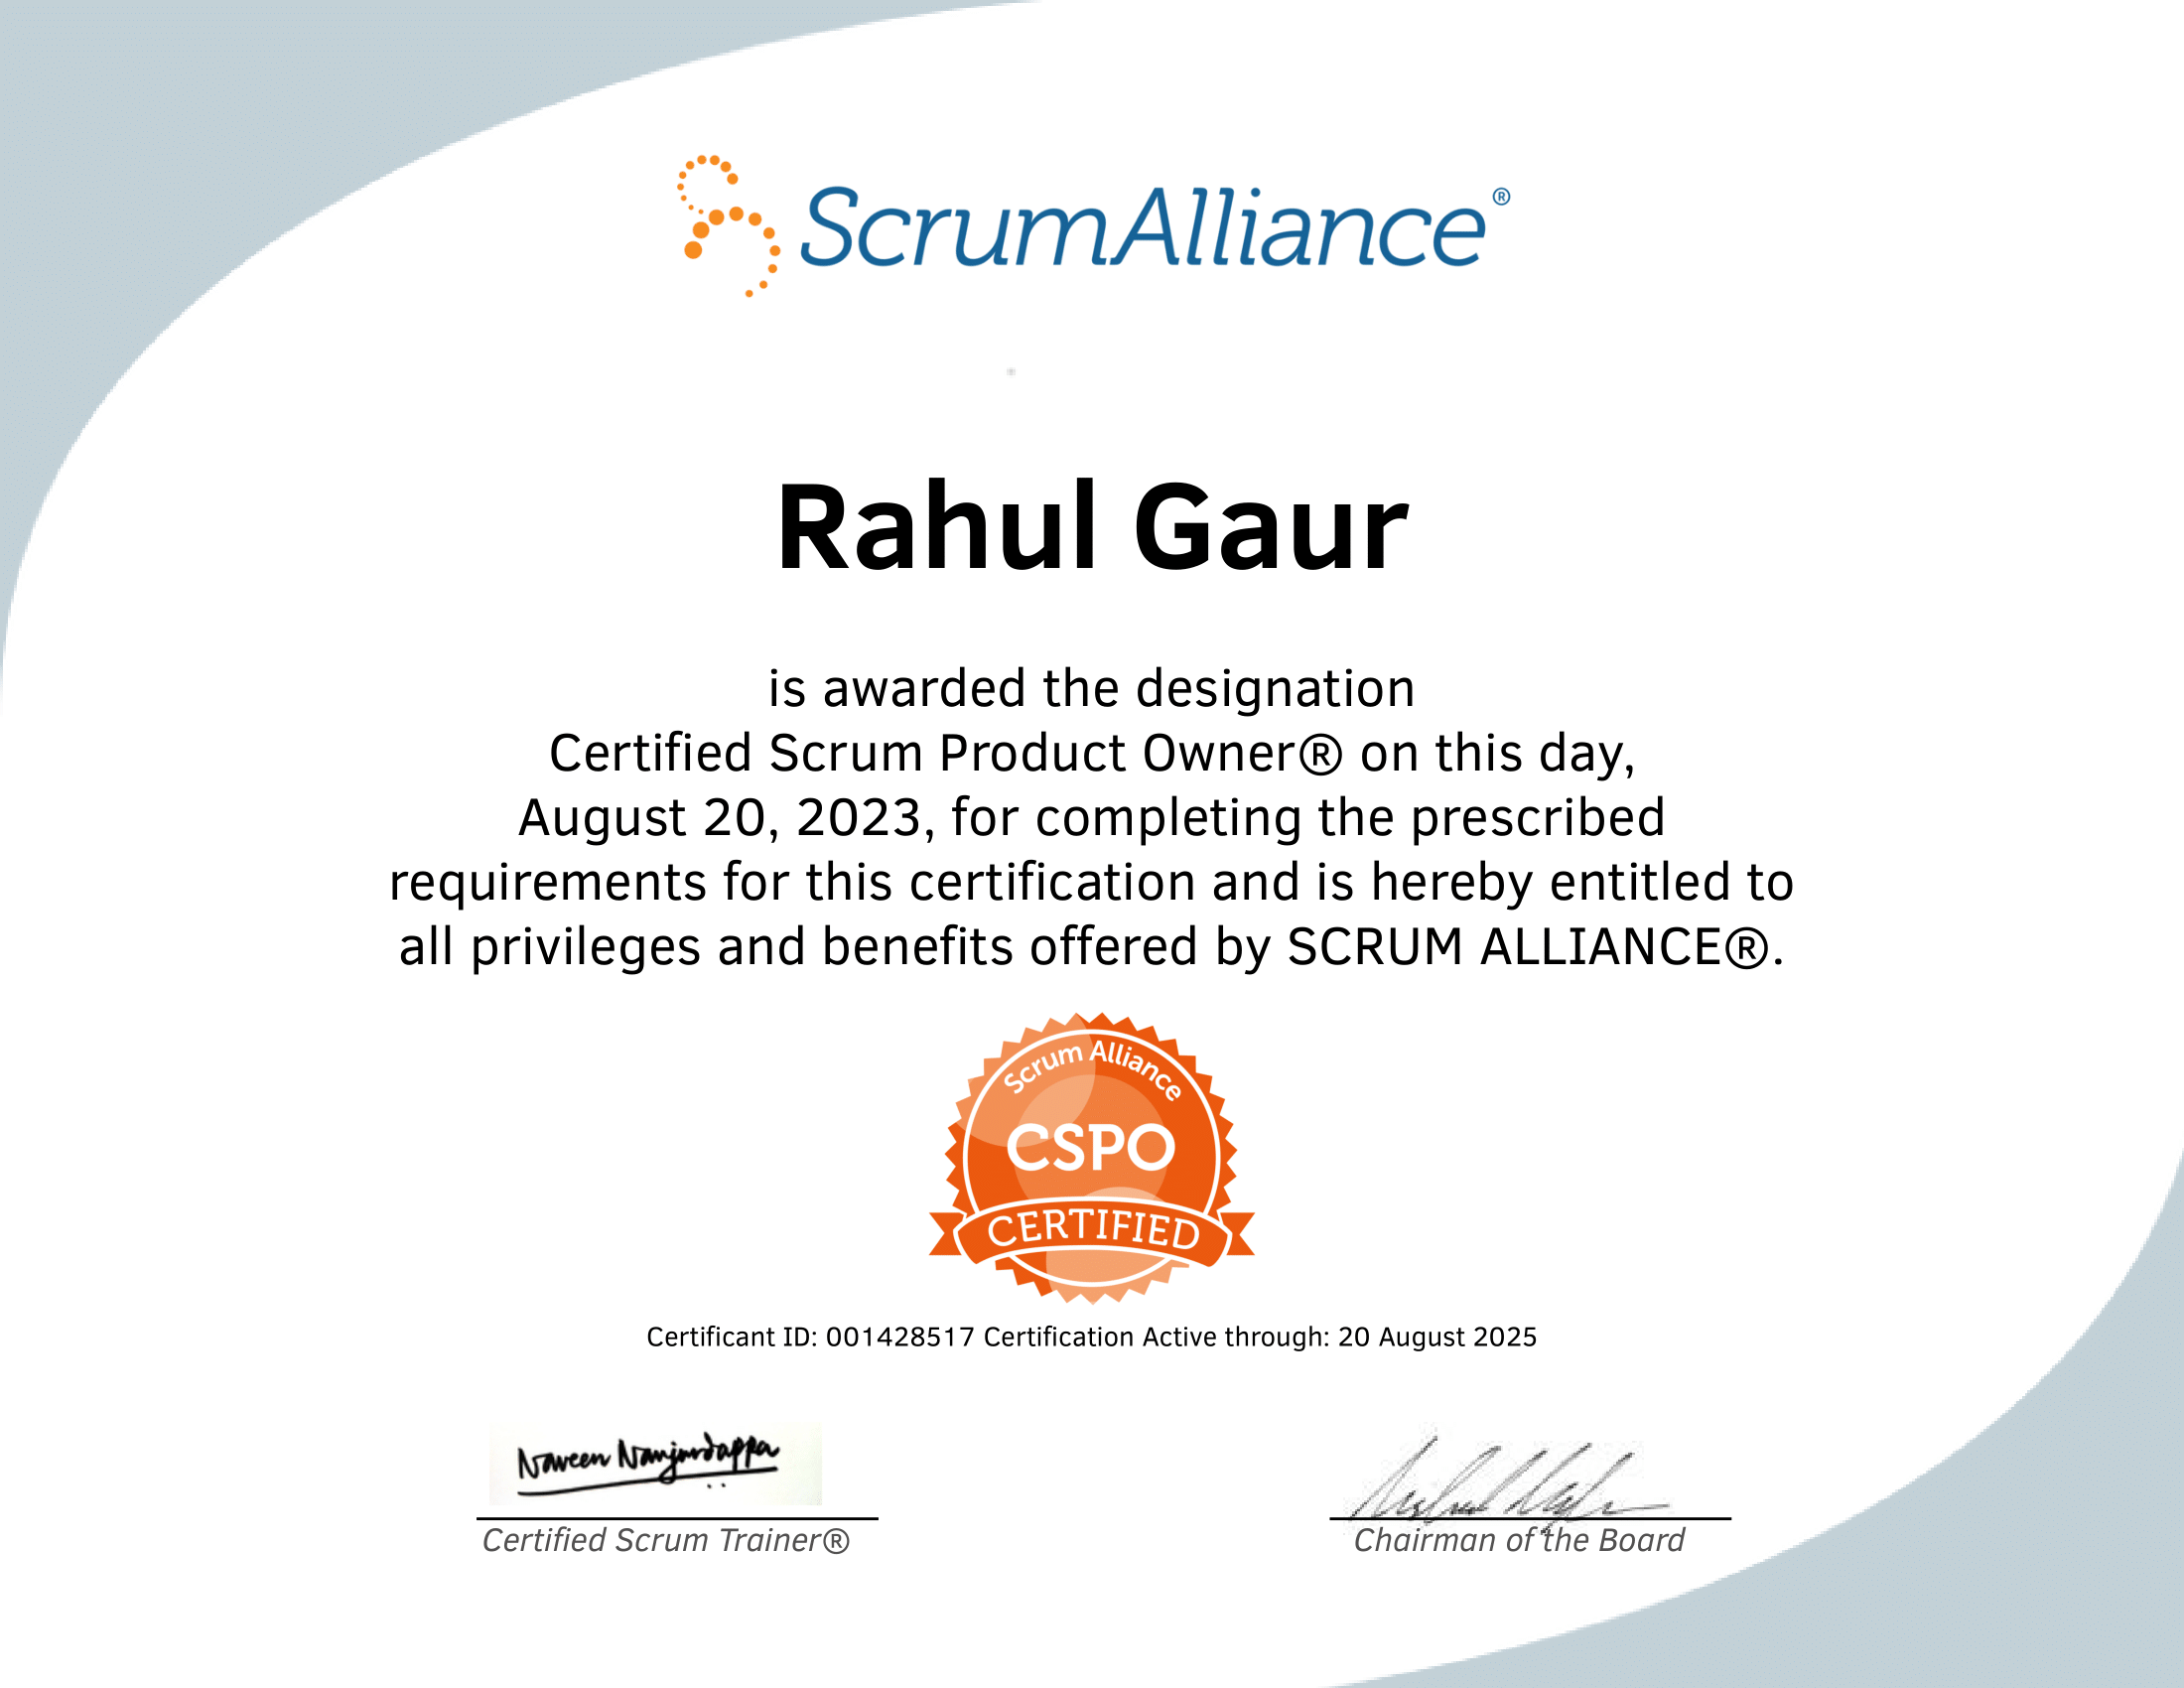 ScrumAlliance®
Rahul Gaur
is awarded the designation
Certified Scrum Product Owner® on this day,
August 20, 2023, for completing the prescribed
requirements for this certification and is hereby entitled to
all privileges and benefits offered by SCRUM ALLIANCE®.
Scrum Alliance
CSPO
CERTIFIED
Certificant ID: 001428517 Certification Active through: 20 August 2025
Naveen Nanjundappa
Certified Scrum Trainer®
Chairman of the Board